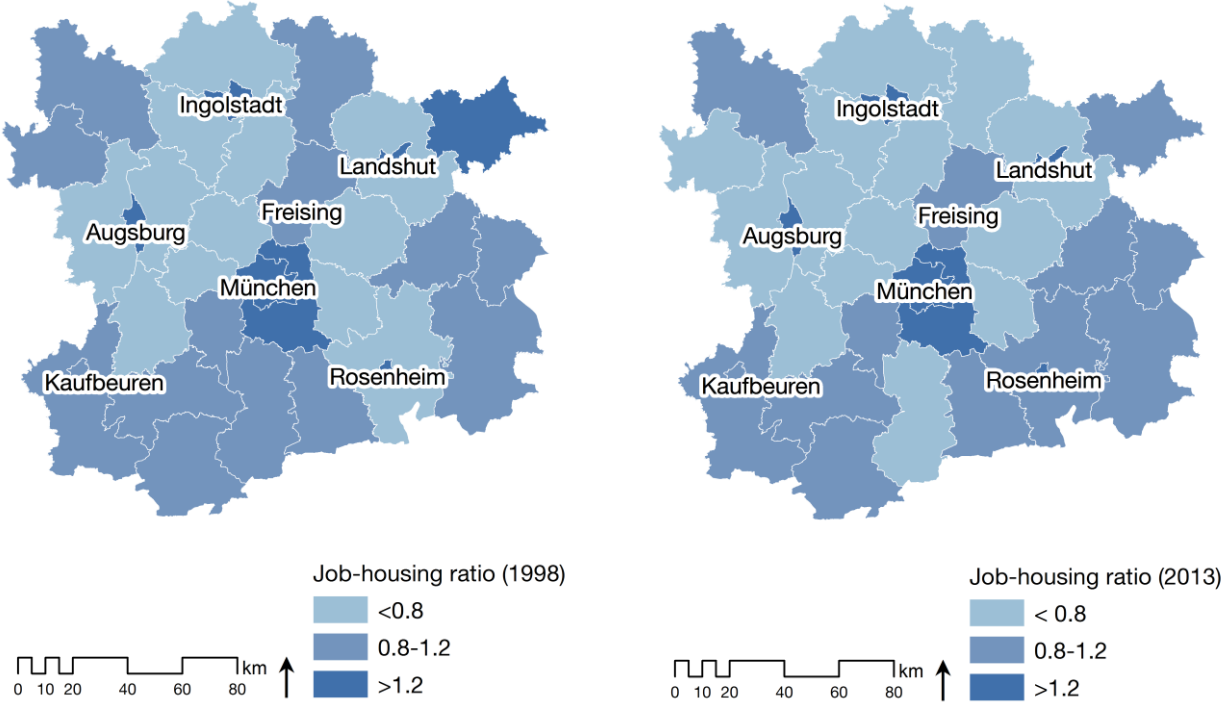 Ingolstadt
Landshut
Freising
Augsburg
München
Rosenheim
Kaufbeuren
Job-housing ratio (1998)
<0.8
0.8-1.2
>1.2
km
0 10 20 40 60 80
Ingolstadt
Landshut
Freising
Augsburg
München
Rosenheim
Kaufbeuren
Job-housing ratio (2013)
< 0.8
0.8-1.2
>1.2
km
0 10 20 40 60 80